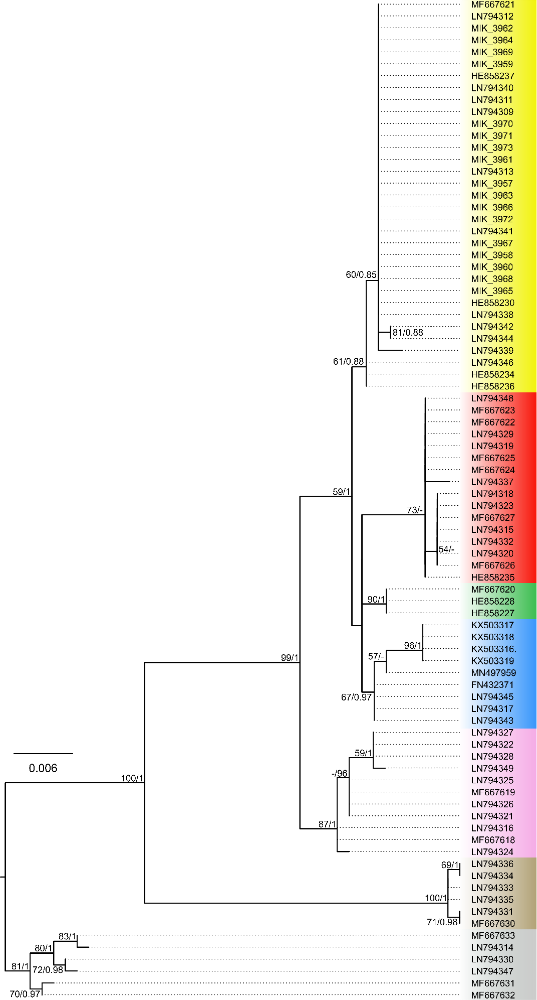 MF667621
LN794312
MIK_3962
MIK_3964
MIK_3969
MIK_3959
HE858237
LN794340
LN794311
LN794309
MIK_3970
MIK_3971
MIK_3973
MIK_3961
LN794313
MIK_3957
MIK_3963
MIK_3966
MIK_3972
LN794341
MIK_3967
MIK_3958
MIK_3960
60/0.85
MIK_3968
MIK_3965
HE858230
LN794338
LN794342
81/0.88
LN794344
LN794339
61/0.88
LN794346
HE858234
HE858236
LN794348
MF667623
MF667622
LN794329
LN794319
MF667625
MF667624
LN794337
59/1
LN794318
LN794323
73/-
MF667627
LN794315
LN794332
54/-
LN794320
MF667626
HE858235
MF667620
90/1
HE858228
HE858227
KX503317
KX503318
96/1
KX503316.
57/-
99/1
KX503319
MN497959
FN432371
67/0.97
LN794345
LN794317
LN794343
LN794327
LN794322
59/1
LN794328
0.006
LN794349
-/96
100/1
LN794325
MF667619
LN794326
LN794321
87/1
LN794316
MF667618
LN794324
69/1
LN794336
LN794334
LN794333
100/1
LN794335
LN794331
71/0.98
MF667630
83/1
MF667633
80/1
LN794314
LN794330
81/1
72/0.98
LN794347
MF667631
70/0.97
MF667632